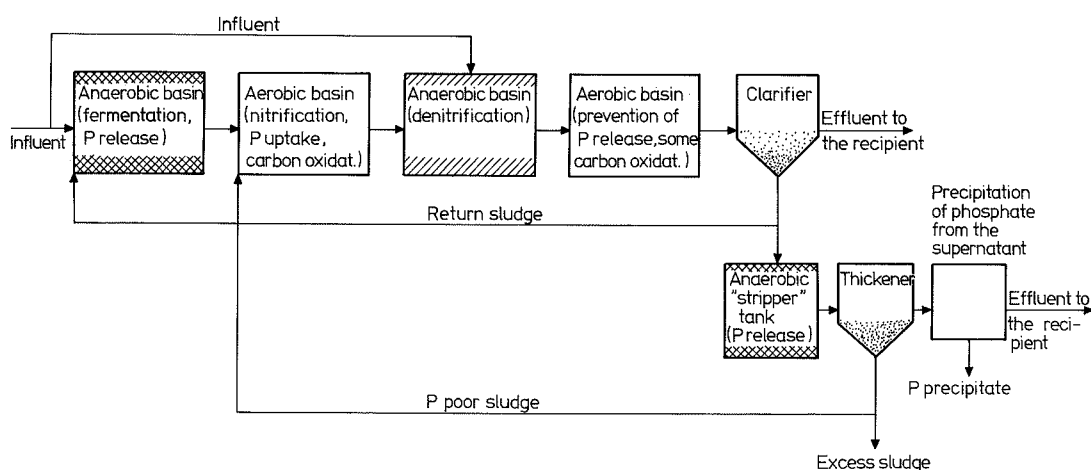 Influent
Influent
Anaerobic basin
(fermentation,
P release)
Aerobic basin
(nitrification,
P uptake,
carbon oxidat.)
Anaerobic basin
(denitrification)
Aerobic basin
(prevention of
P release, some
carbon oxidat.)
Clarifier
Effluent to
the recipient
Return sludge
Precipitation
of phosphate
from the
supernatant
Anaerobic
"stripper"
tank
(P release)
Thickener
Effluent to
the reci-
pient
P precipitate
P poor sludge
Excess sludge